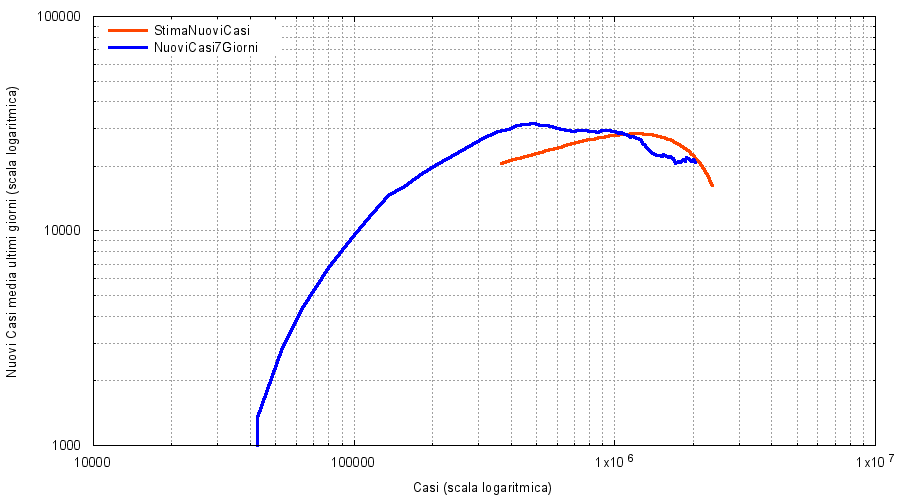 100000
StimaNuoviCasi
NuoviCasi7Giorni
10000
1000
Nuovi Casi media ultimi giorni (scala logaritmica)
10000 100000 1x10^6 1x10^7
Casi (scala logaritmica)